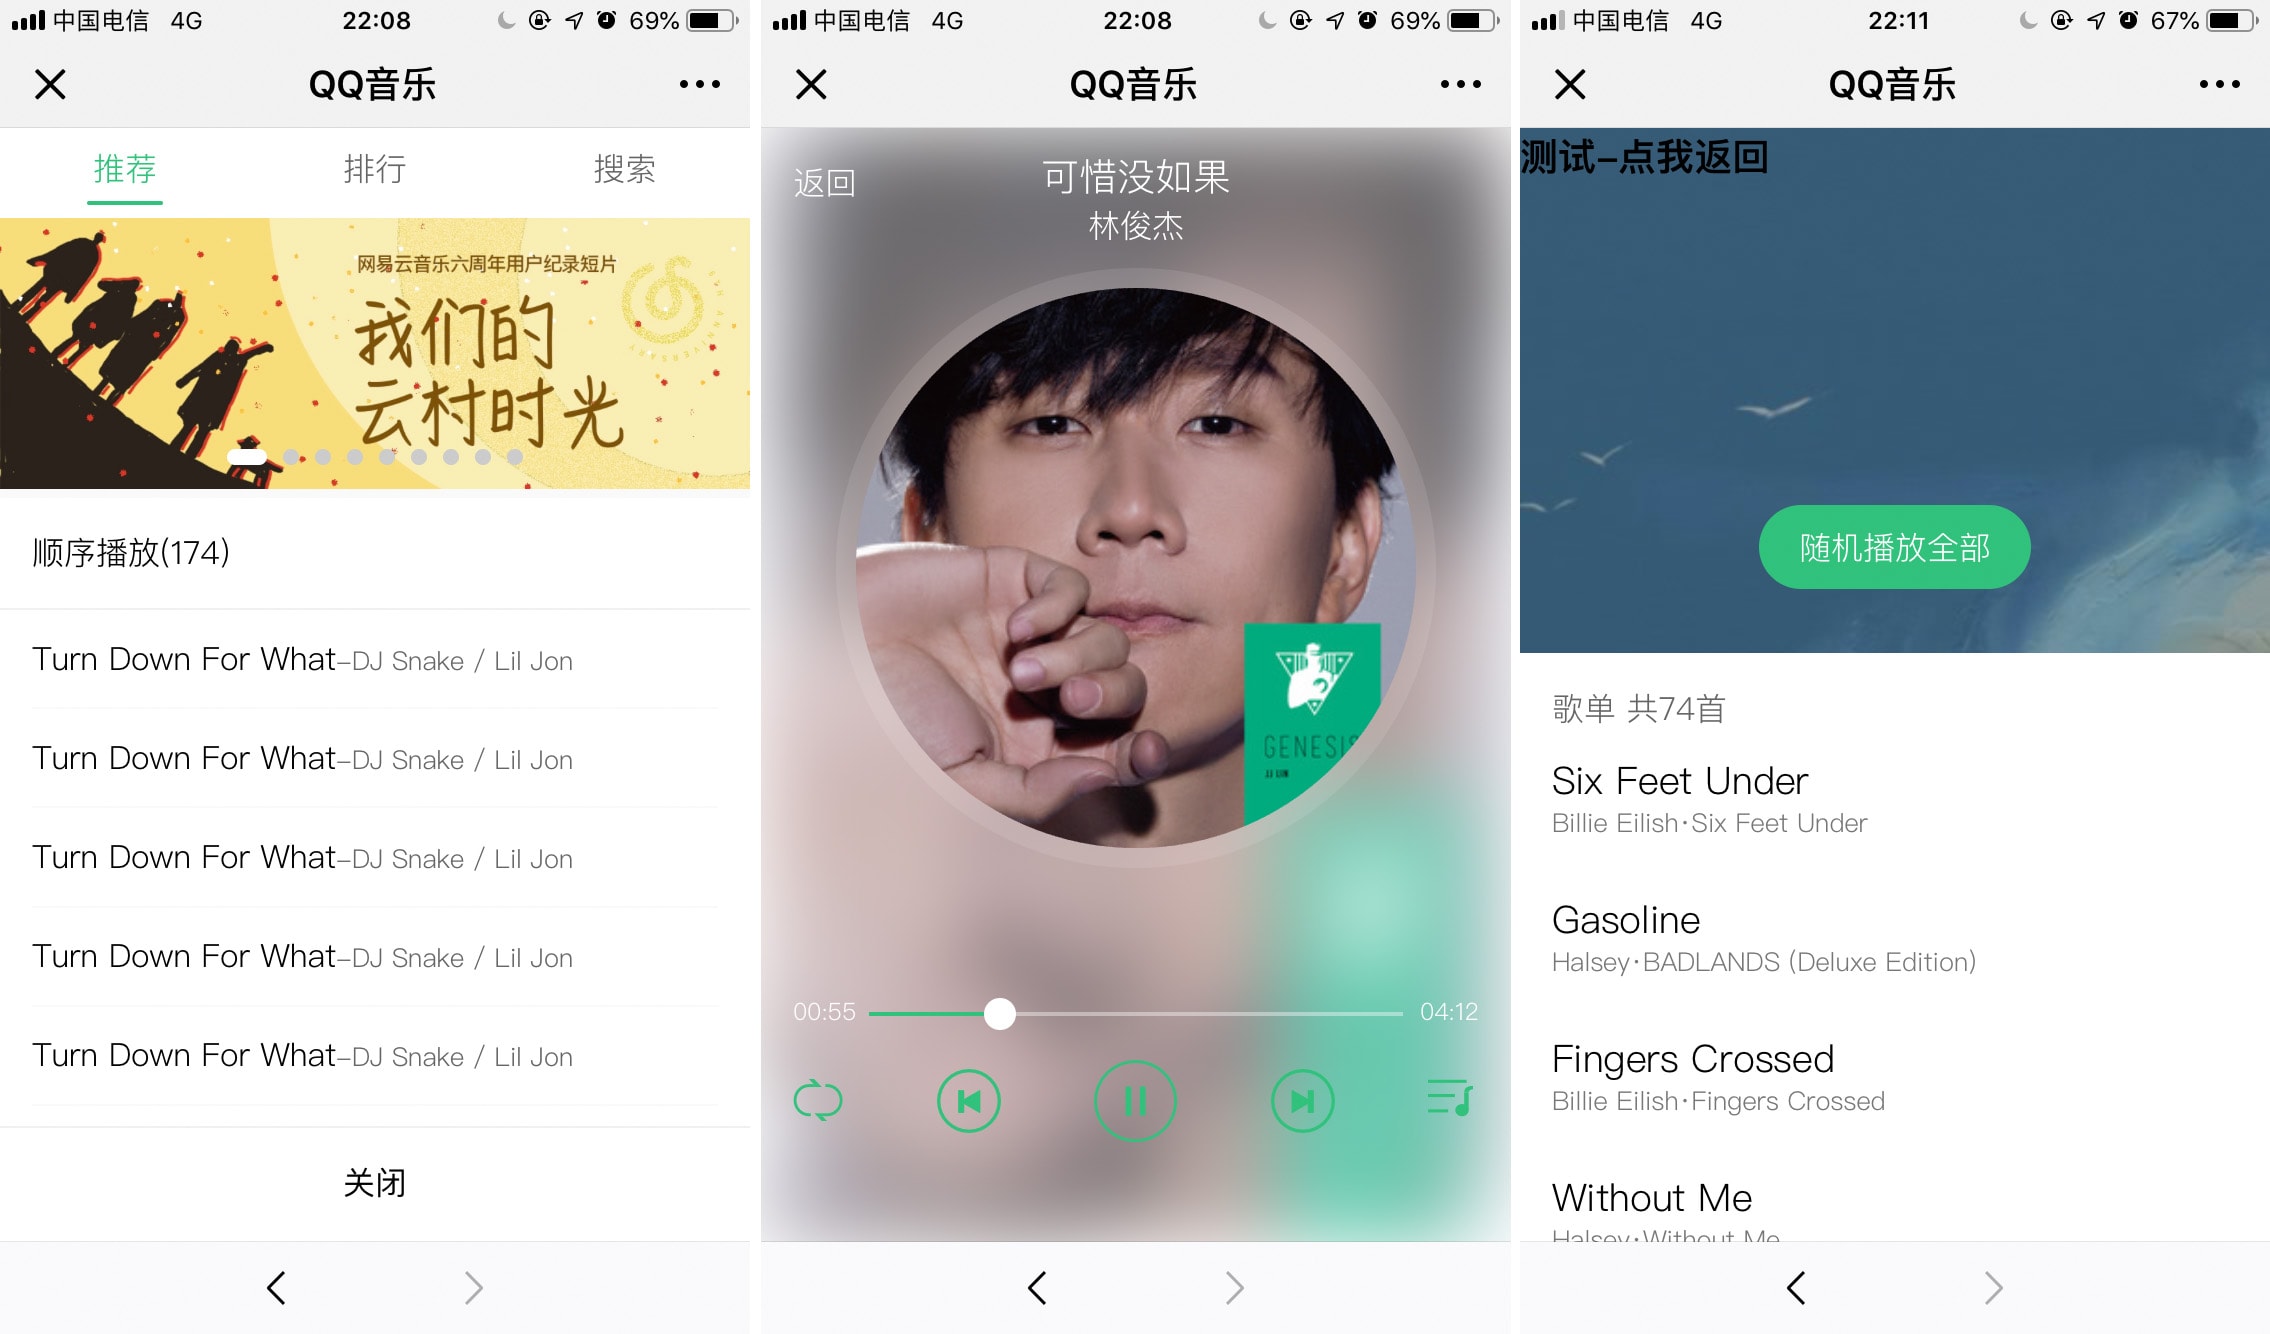 中国电信 4G 22:08 69%
QQ音乐
推荐 排行 搜索
网易云音乐六周年用户纪录短片
我们的
云村时光
顺序播放(174)
Turn Down For What-DJ Snake / Lil Jon
Turn Down For What-DJ Snake / Lil Jon
Turn Down For What-DJ Snake / Lil Jon
Turn Down For What-DJ Snake / Lil Jon
Turn Down For What-DJ Snake / Lil Jon
关闭
中国电信 4G 22:08 69%
QQ音乐
返回
可惜没如果
林俊杰
GENESIS
JJ LIN
00:55 04:12
中国电信 4G 22:11 67%
QQ音乐
测试-点我返回
随机播放全部
歌单 共74首
Six Feet Under
Billie Eilish·Six Feet Under
Gasoline
Halsey·BADLANDS (Deluxe Edition)
Fingers Crossed
Billie Eilish·Fingers Crossed
Without Me
Halsey·Without Me